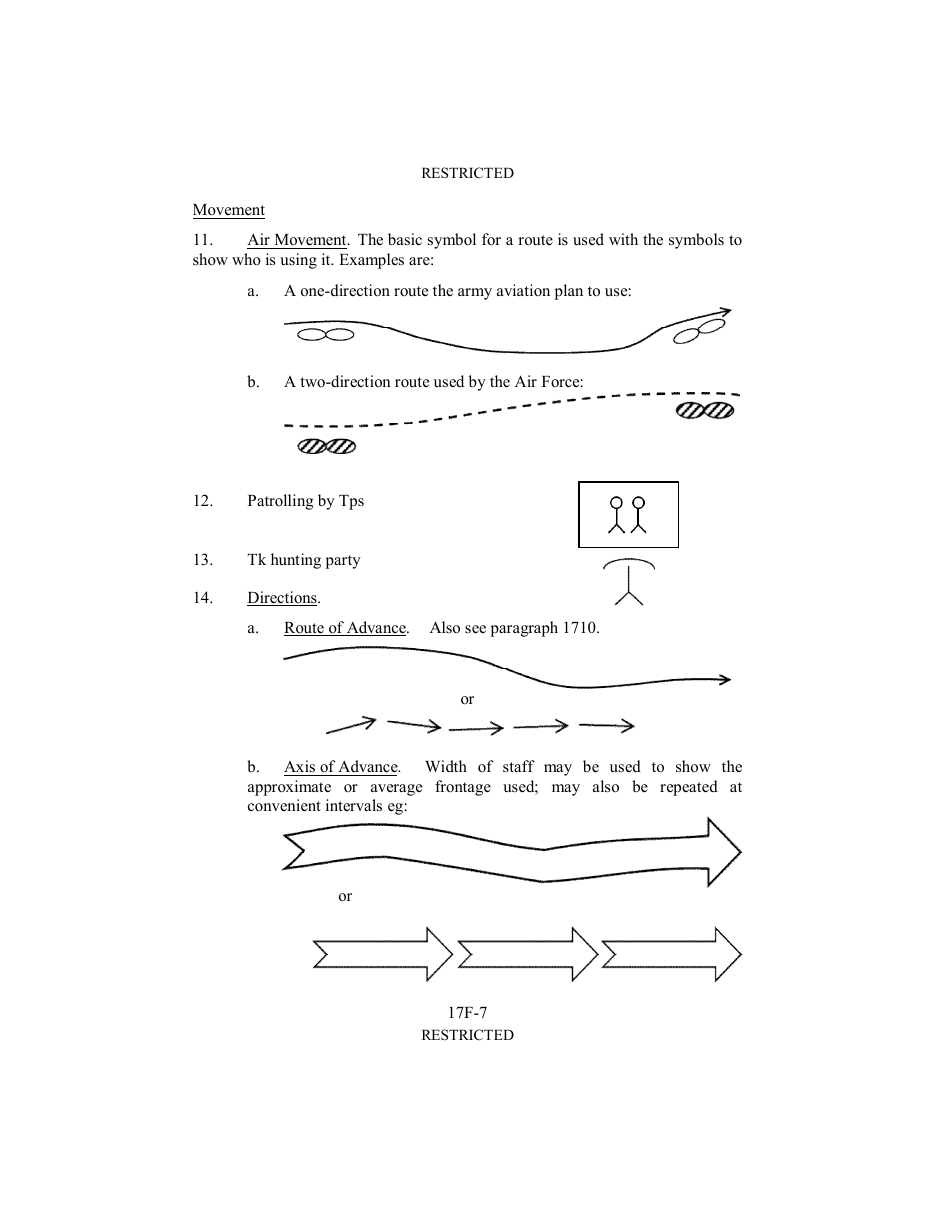 RESTRICTED
Movement
11. Air Movement. The basic symbol for a route is used with the symbols to
show who is using it. Examples are:
a. A one-direction route the army aviation plan to use:
b. A two-direction route used by the Air Force:
12. Patrolling by Tps
13. Tk hunting party
14. Directions.
a. Route of Advance. Also see paragraph 1710.
or
b. Axis of Advance. Width of staff may be used to show the
approximate or average frontage used; may also be repeated at
convenient intervals eg:
or
17F-7
RESTRICTED